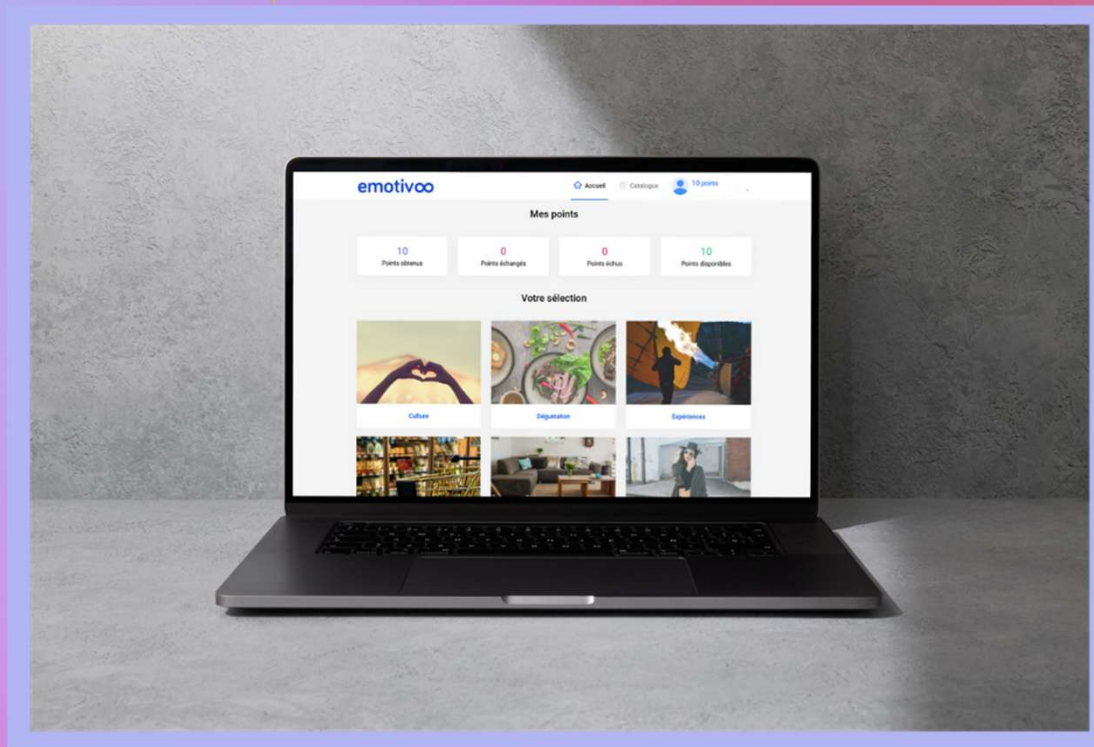 emotivoo
Accueil
Catalogue
10 points
Mes points
10
Points obtenus
0
Points échangés
0
Points échus
10
Points disponibles
Votre sélection
Culture
Dégustation
Expériences